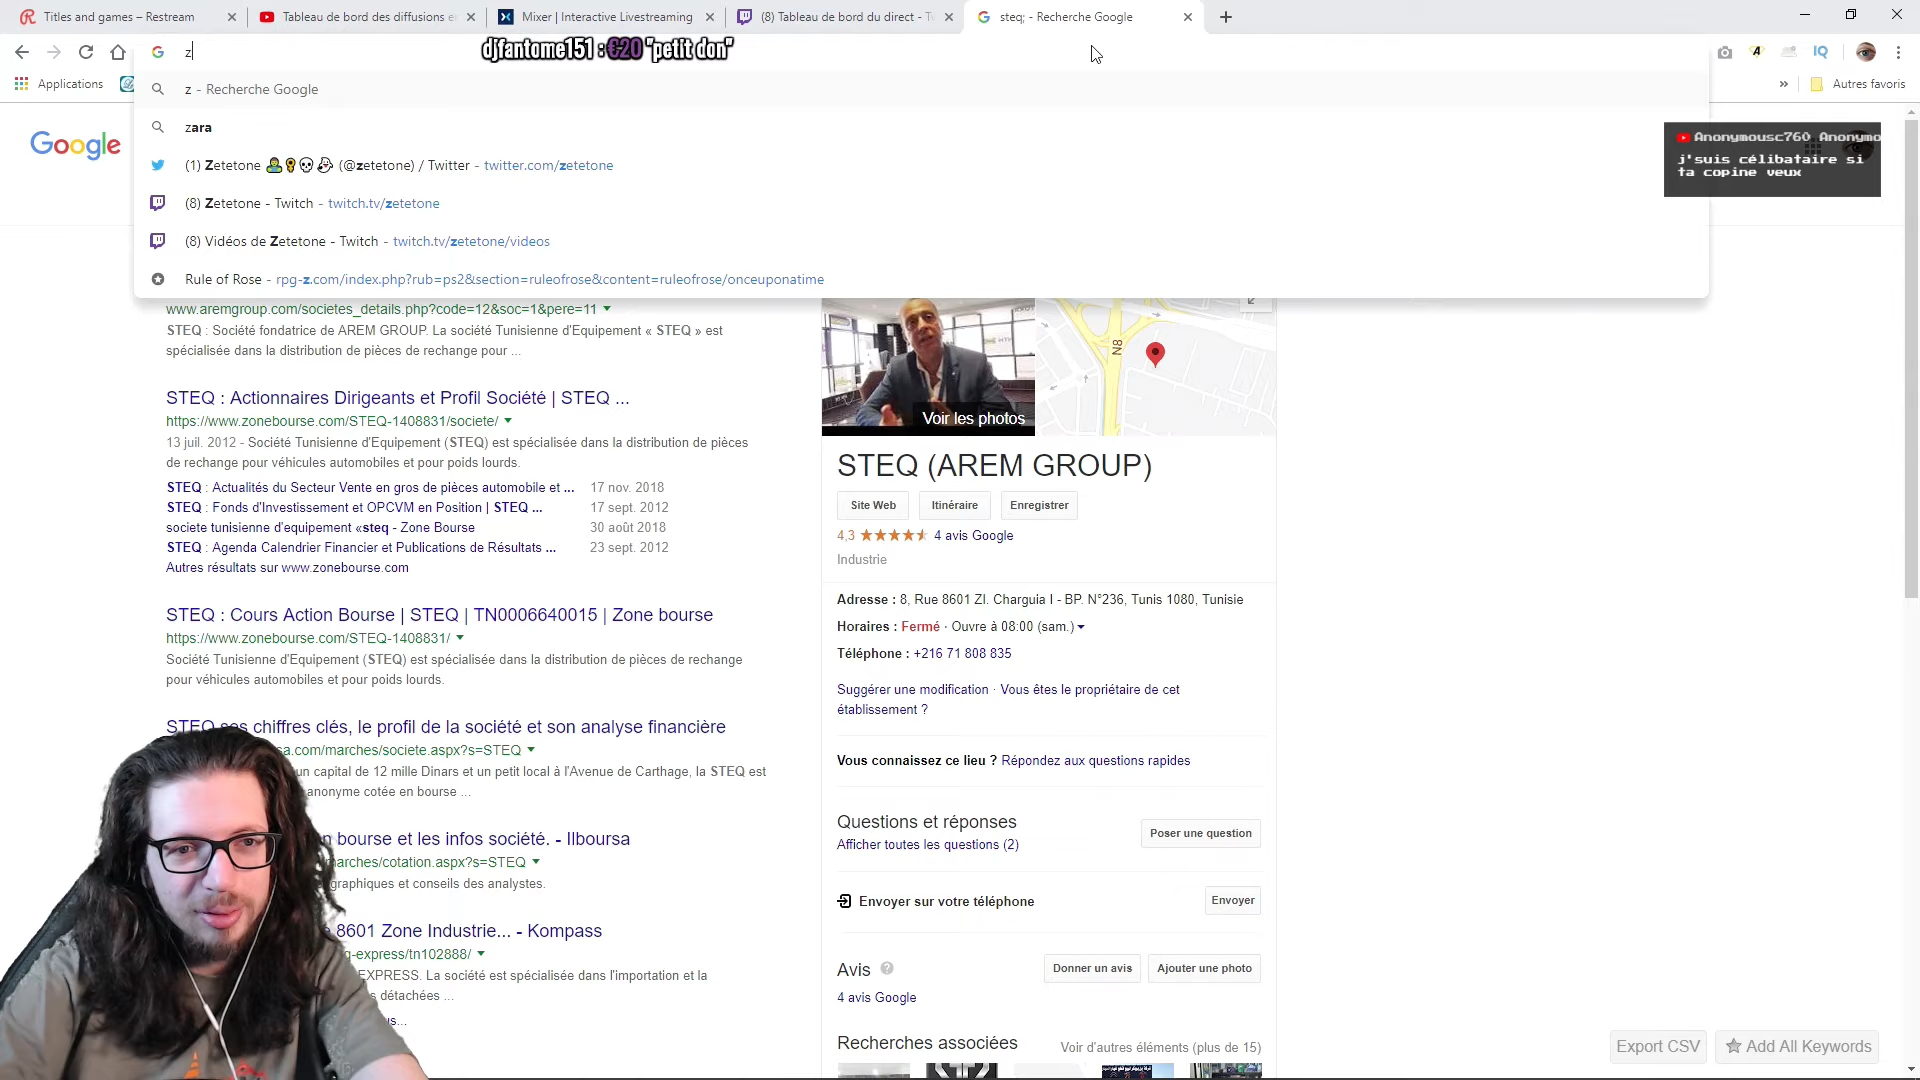 Titles and games – Restream
Tableau de bord des diffusions e
Mixer | Interactive Livestreaming
(8) Tableau de bord du direct - Tw
steq; - Recherche Google
z
djfantome151 : €20 "petit don"
IQ
Applications
»
Autres favoris
z - Recherche Google
zara
(1) Zetetone (@zetetone) / Twitter - twitter.com/zetetone
(8) Zetetone - Twitch - twitch.tv/zetetone
(8) Vidéos de Zetetone - Twitch - twitch.tv/zetetone/videos
Rule of Rose - rpg-z.com/index.php?rub=ps2&section=ruleofrose&content=ruleofrose/onceuponatime
Google
Anonymousc760 Anonymo
j'suis célibataire si
ta copine veux
www.aremgroup.com/societes_details.php?code=12&soc=1&pere=11
STEQ : Société fondatrice de AREM GROUP. La société Tunisienne d'Equipement « STEQ » est
spécialisée dans la distribution de pièces de rechange pour ...
STEQ : Actionnaires Dirigeants et Profil Société | STEQ ...
https://www.zonebourse.com/STEQ-1408831/societe/
13 juil. 2012 - Société Tunisienne d'Equipement (STEQ) est spécialisée dans la distribution de pièces
de rechange pour véhicules automobiles et pour poids lourds.
STEQ : Actualités du Secteur Vente en gros de pièces automobile et ... 17 nov. 2018
STEQ : Fonds d'Investissement et OPCVM en Position | STEQ ... 17 sept. 2012
societe tunisienne d'equipement «steq - Zone Bourse 30 août 2018
STEQ : Agenda Calendrier Financier et Publications de Résultats ... 23 sept. 2012
Autres résultats sur www.zonebourse.com
STEQ : Cours Action Bourse | STEQ | TN0006640015 | Zone bourse
https://www.zonebourse.com/STEQ-1408831/
Société Tunisienne d'Equipement (STEQ) est spécialisée dans la distribution de pièces de rechange
pour véhicules automobiles et pour poids lourds.
STEQ ses chiffres clés, le profil de la société et son analyse financière
sa.com/marches/societe.aspx?s=STEQ
un capital de 12 mille Dinars et un petit local à l'Avenue de Carthage, la STEQ est
anonyme cotée en bourse ...
n bourse et les infos société. - Ilboursa
marches/cotation.aspx?s=STEQ
graphiques et conseils des analystes.
8601 Zone Industrie... - Kompass
q-express/tn102888/
EXPRESS. La société est spécialisée dans l'importation et la
s détachées ...
us...
Voir les photos
N8
STEQ (AREM GROUP)
Site Web
Itinéraire
Enregistrer
4,3 4 avis Google
Industrie
Adresse : 8, Rue 8601 ZI. Charguia I - BP. N°236, Tunis 1080, Tunisie
Horaires : Fermé · Ouvre à 08:00 (sam.)
Téléphone : +216 71 808 835
Suggérer une modification · Vous êtes le propriétaire de cet
établissement ?
Vous connaissez ce lieu ? Répondez aux questions rapides
Questions et réponses
Poser une question
Afficher toutes les questions (2)
Envoyer sur votre téléphone
Envoyer
Avis
Donner un avis
Ajouter une photo
4 avis Google
Recherches associées
Voir d'autres éléments (plus de 15)
Export CSV
Add All Keywords